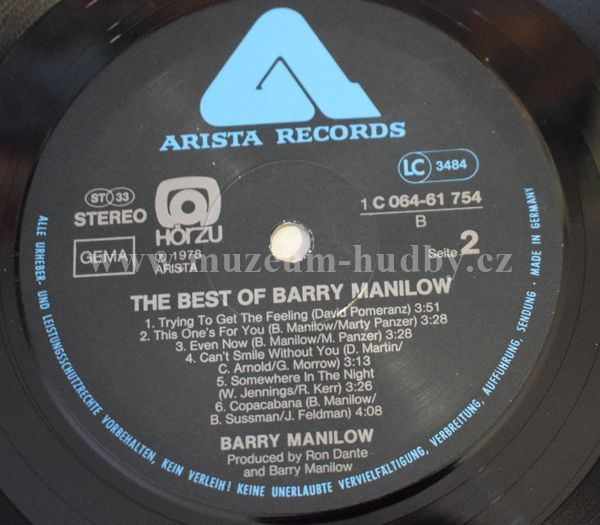 ARISTA RECORDS
LC 3484
1 C 064-61 754
B
Seite 2
ST 33
STEREO
GEMA
HÖRZU
℗ 1978
ARISTA
www.muzeum-hudby.cz
THE BEST OF BARRY MANILOW
1. Trying To Get The Feeling (David Pomeranz) 3:51
2. This One's For You (B. Manilow/Marty Panzer) 3:28
3. Even Now (B. Manilow/M. Panzer) 3:28
4. Can't Smile Without You (D. Martin/
C. Arnold/G. Morrow) 3:13
5. Somewhere In The Night
(W. Jennings/R. Kerr) 3:26
6. Copacabana (B. Manilow/
B. Sussman/J. Feldman) 4:08
BARRY MANILOW
Produced by Ron Dante
and Barry Manilow
ALLE URHEBER- UND LEISTUNGSSCHUTZRECHTE VORBEHALTEN, KEIN VERLEIH! KEINE UNERLAUBTE VERVIELFÄLTIGUNG, VERBREITUNG, AUFFÜHRUNG, SENDUNG · MADE IN GERMANY